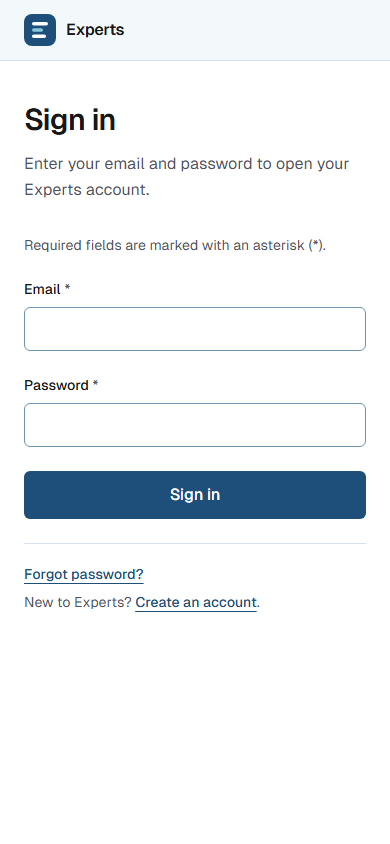 Experts
Sign in
Enter your email and password to open your
Experts account.
Required fields are marked with an asterisk (*).
Email *
Password *
Sign in
Forgot password?
New to Experts? Create an account.